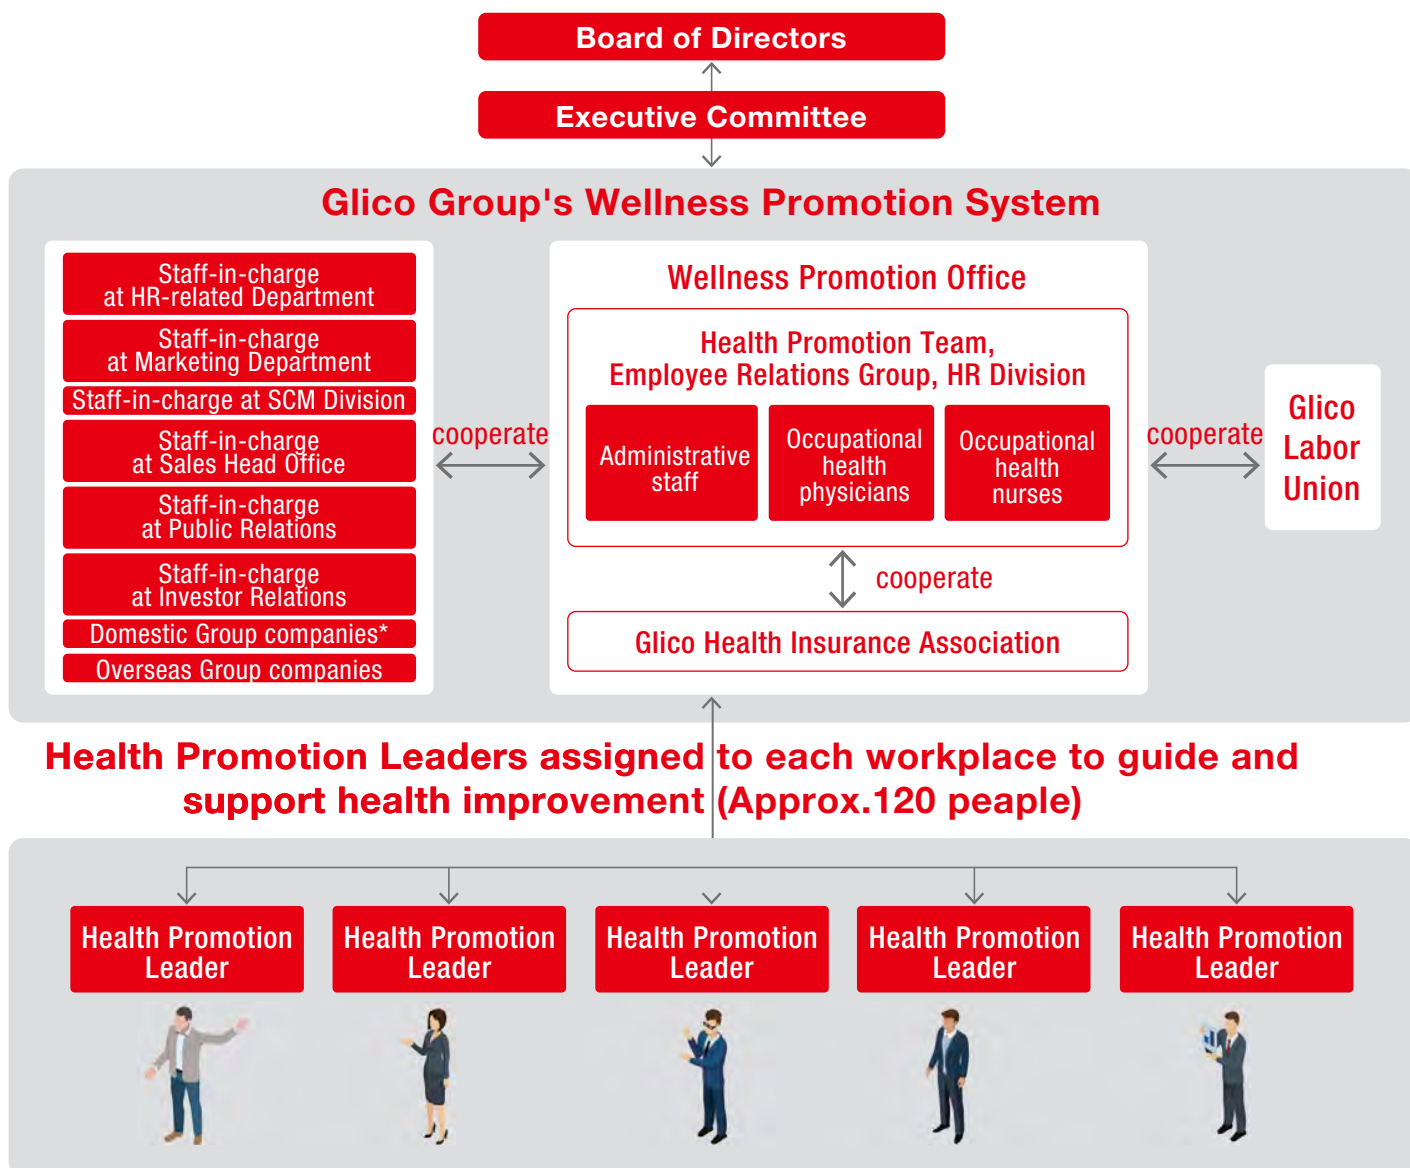 Board of Directors
Executive Committee
Glico Group's Wellness Promotion System
Staff-in-charge
at HR-related Department
Staff-in-charge
at Marketing Department
Staff-in-charge at SCM Division
Staff-in-charge
at Sales Head Office
Staff-in-charge
at Public Relations
Staff-in-charge
at Investor Relations
Domestic Group companies*
Overseas Group companies
cooperate
Wellness Promotion Office
Health Promotion Team,
Employee Relations Group, HR Division
Administrative
staff
Occupational
health
physicians
Occupational
health
nurses
cooperate
Glico Health Insurance Association
cooperate
Glico
Labor
Union
Health Promotion Leaders assigned to each workplace to guide and
support health improvement (Approx.120 peaple)
Health Promotion
Leader
Health Promotion
Leader
Health Promotion
Leader
Health Promotion
Leader
Health Promotion
Leader